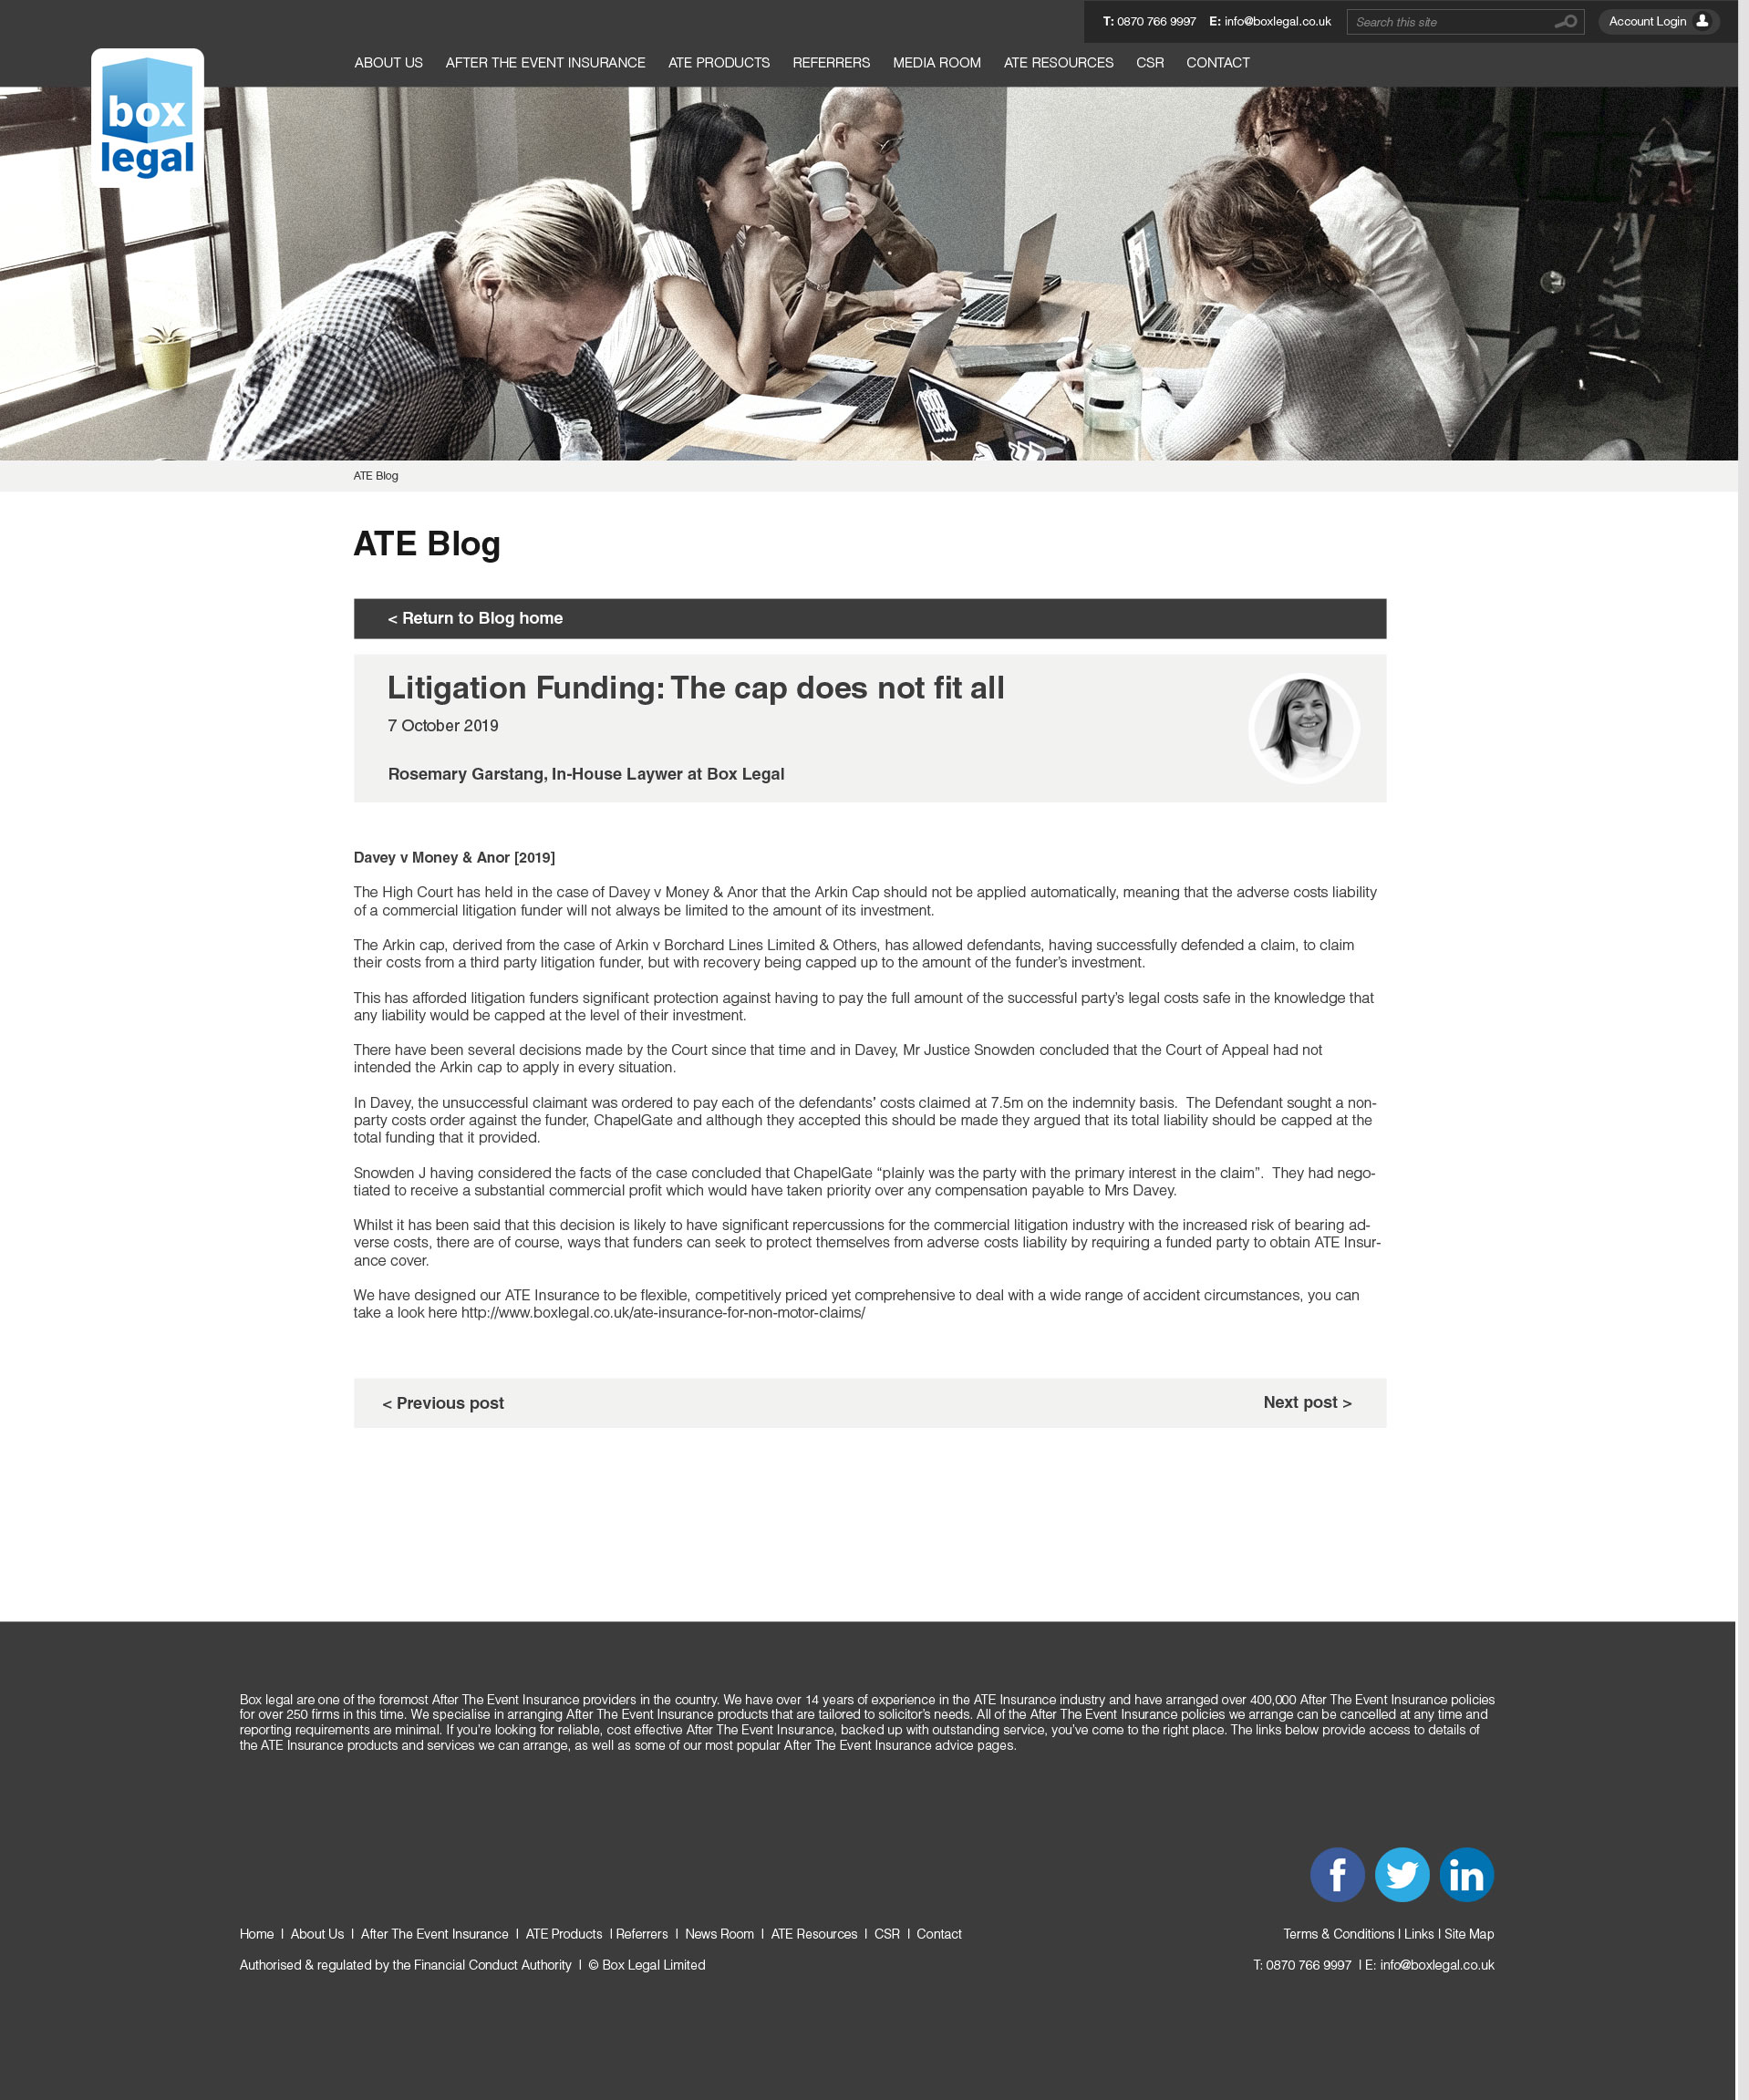 T: 0870 766 9997 E: info@boxlegal.co.uk Search this site Account Login
ABOUT US AFTER THE EVENT INSURANCE ATE PRODUCTS REFERRERS MEDIA ROOM ATE RESOURCES CSR CONTACT
box
legal
ATE Blog
ATE Blog
< Return to Blog home
Litigation Funding: The cap does not fit all
7 October 2019
Rosemary Garstang, In-House Laywer at Box Legal
Davey v Money & Anor [2019]
The High Court has held in the case of Davey v Money & Anor that the Arkin Cap should not be applied automatically, meaning that the adverse costs liability
of a commercial litigation funder will not always be limited to the amount of its investment.
The Arkin cap, derived from the case of Arkin v Borchard Lines Limited & Others, has allowed defendants, having successfully defended a claim, to claim
their costs from a third party litigation funder, but with recovery being capped up to the amount of the funder's investment.
This has afforded litigation funders significant protection against having to pay the full amount of the successful party's legal costs safe in the knowledge that
any liability would be capped at the level of their investment.
There have been several decisions made by the Court since that time and in Davey, Mr Justice Snowden concluded that the Court of Appeal had not
intended the Arkin cap to apply in every situation.
In Davey, the unsuccessful claimant was ordered to pay each of the defendants' costs claimed at 7.5m on the indemnity basis. The Defendant sought a non-
party costs order against the funder, ChapelGate and although they accepted this should be made they argued that its total liability should be capped at the
total funding that it provided.
Snowden J having considered the facts of the case concluded that ChapelGate “plainly was the party with the primary interest in the claim”. They had nego-
tiated to receive a substantial commercial profit which would have taken priority over any compensation payable to Mrs Davey.
Whilst it has been said that this decision is likely to have significant repercussions for the commercial litigation industry with the increased risk of bearing ad-
verse costs, there are of course, ways that funders can seek to protect themselves from adverse costs liability by requiring a funded party to obtain ATE Insur-
ance cover.
We have designed our ATE Insurance to be flexible, competitively priced yet comprehensive to deal with a wide range of accident circumstances, you can
take a look here http://www.boxlegal.co.uk/ate-insurance-for-non-motor-claims/
< Previous post Next post >
Box legal are one of the foremost After The Event Insurance providers in the country. We have over 14 years of experience in the ATE Insurance industry and have arranged over 400,000 After The Event Insurance policies
for over 250 firms in this time. We specialise in arranging After The Event Insurance products that are tailored to solicitor's needs. All of the After The Event Insurance policies we arrange can be cancelled at any time and
reporting requirements are minimal. If you're looking for reliable, cost effective After The Event Insurance, backed up with outstanding service, you've come to the right place. The links below provide access to details of
the ATE Insurance products and services we can arrange, as well as some of our most popular After The Event Insurance advice pages.
f in
Home | About Us | After The Event Insurance | ATE Products | Referrers | News Room | ATE Resources | CSR | Contact
Terms & Conditions | Links | Site Map
Authorised & regulated by the Financial Conduct Authority | © Box Legal Limited
T: 0870 766 9997 | E: info@boxlegal.co.uk